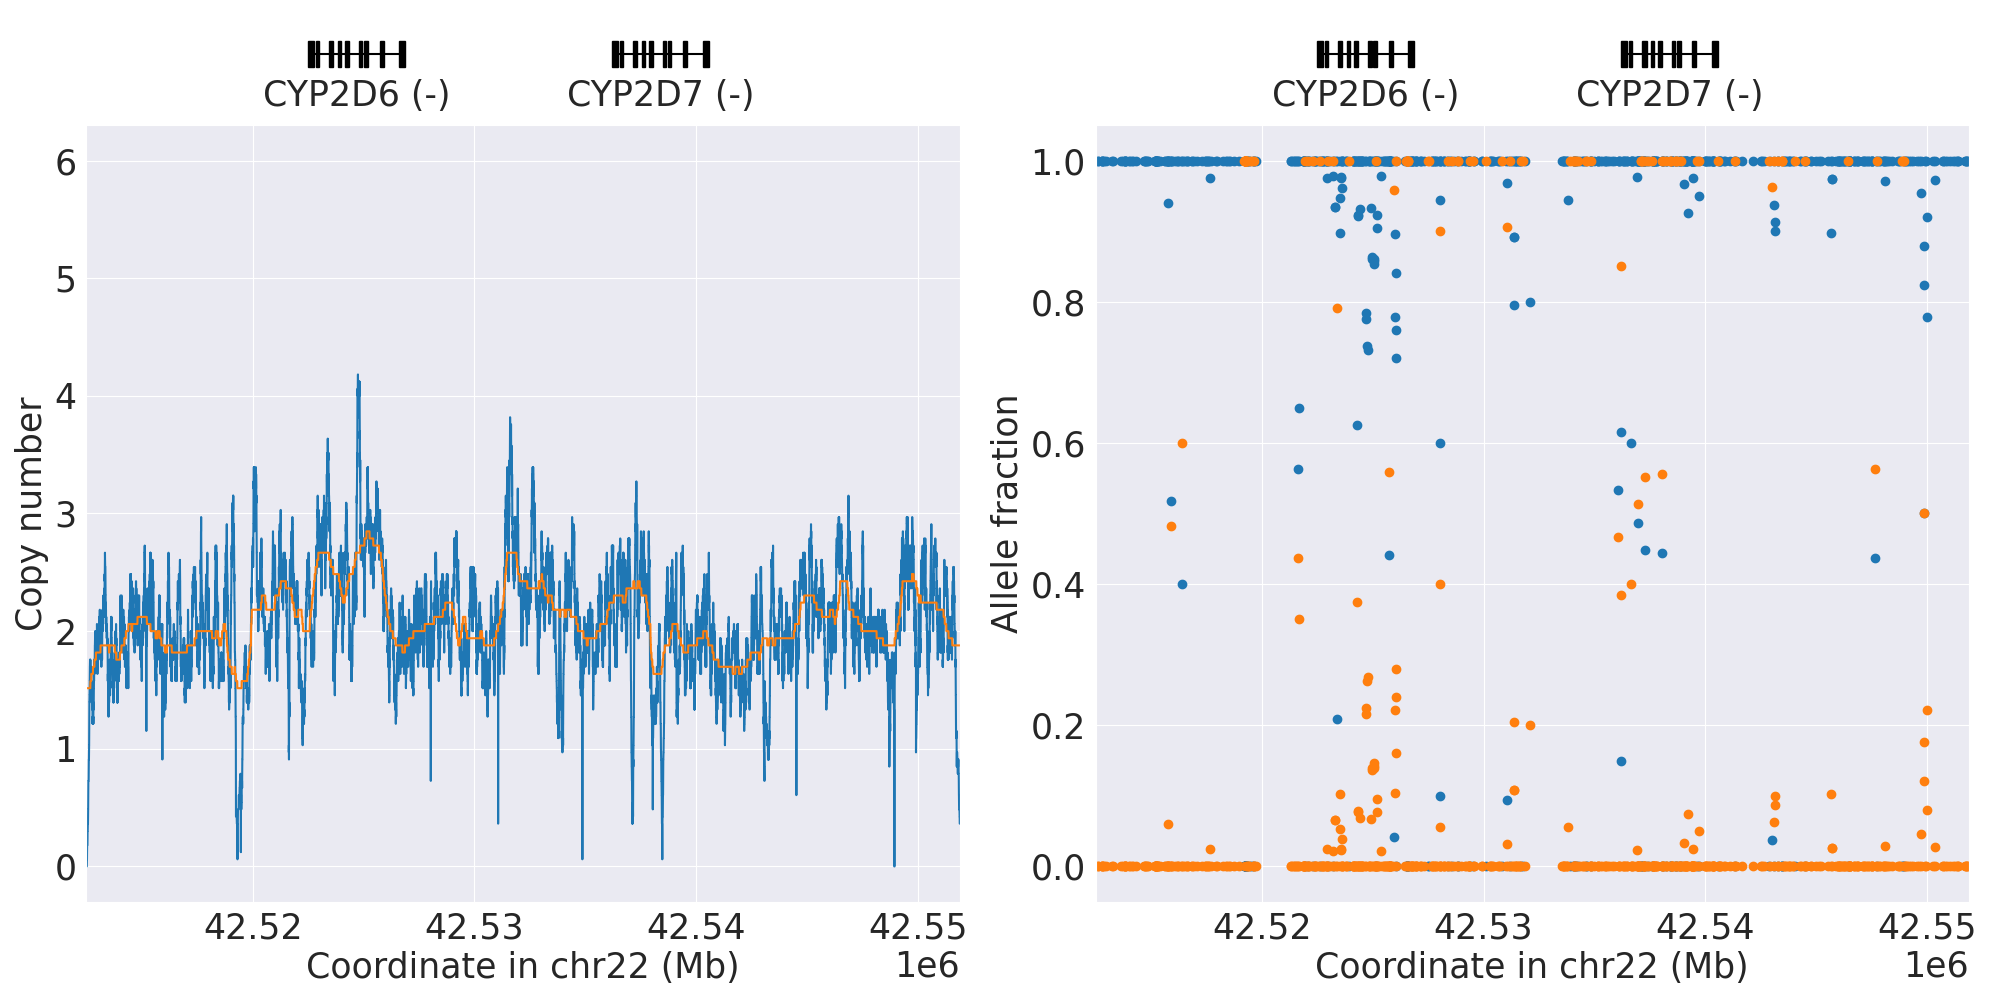 CYP2D6 (-) CYP2D7 (-)
6
5
4
3
2
1
0
Copy number
42.52 42.53 42.54 42.55
1e6
Coordinate in chr22 (Mb)
CYP2D6 (-) CYP2D7 (-)
1.0
0.8
0.6
0.4
0.2
0.0
Allele fraction
42.52 42.53 42.54 42.55
1e6
Coordinate in chr22 (Mb)